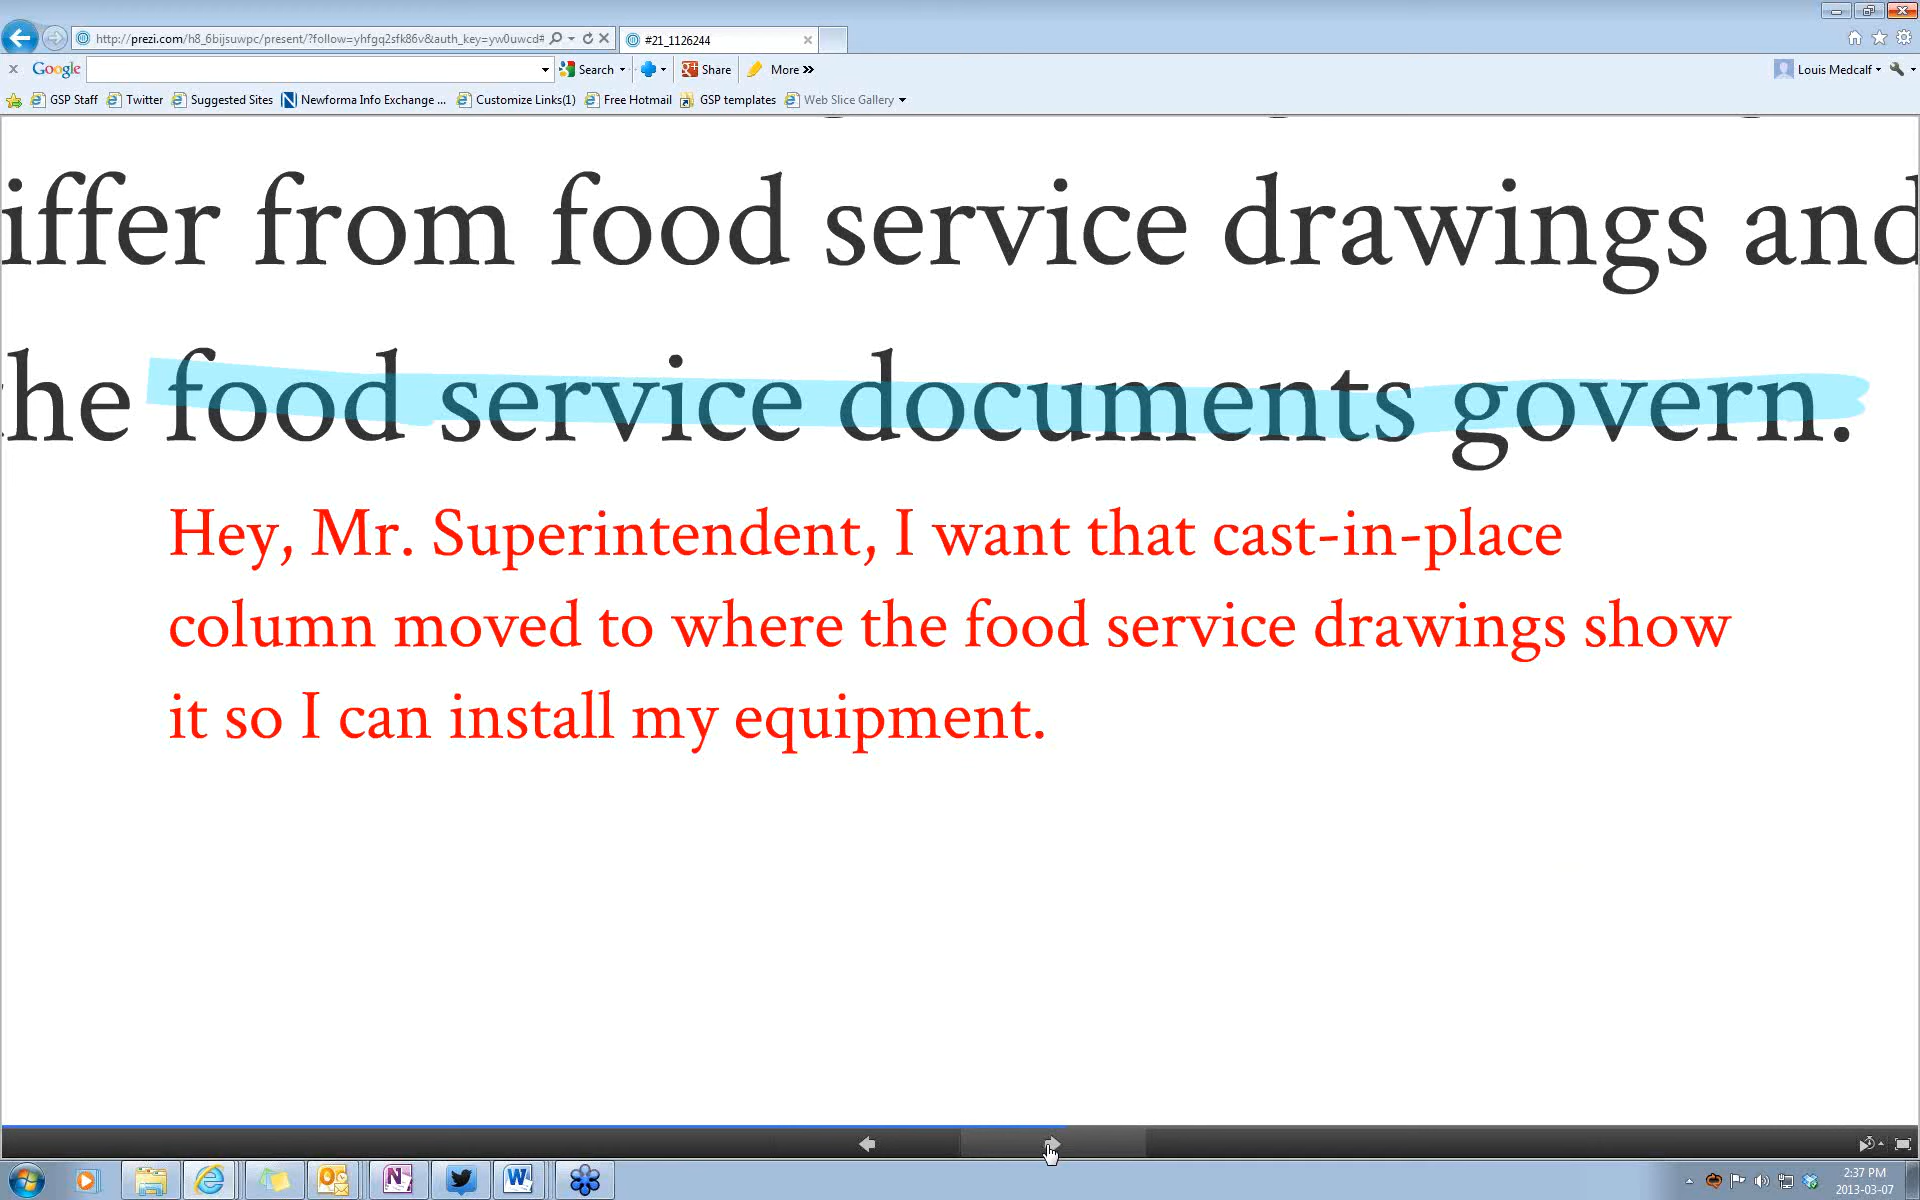 http://prezi.com/h8_6bijsuwpc/present/?follow=yhfgq2sfk86v&auth_key=yw0uwcd#
#21_1126244
x Google Search Share More »
Louis Medcalf
GSP Staff Twitter Suggested Sites Newforma Info Exchange ... Customize Links(1) Free Hotmail GSP templates Web Slice Gallery
iffer from food service drawings and
the food service documents govern.
Hey, Mr. Superintendent, I want that cast-in-place
column moved to where the food service drawings show
it so I can install my equipment.
2:37 PM
2013-03-07